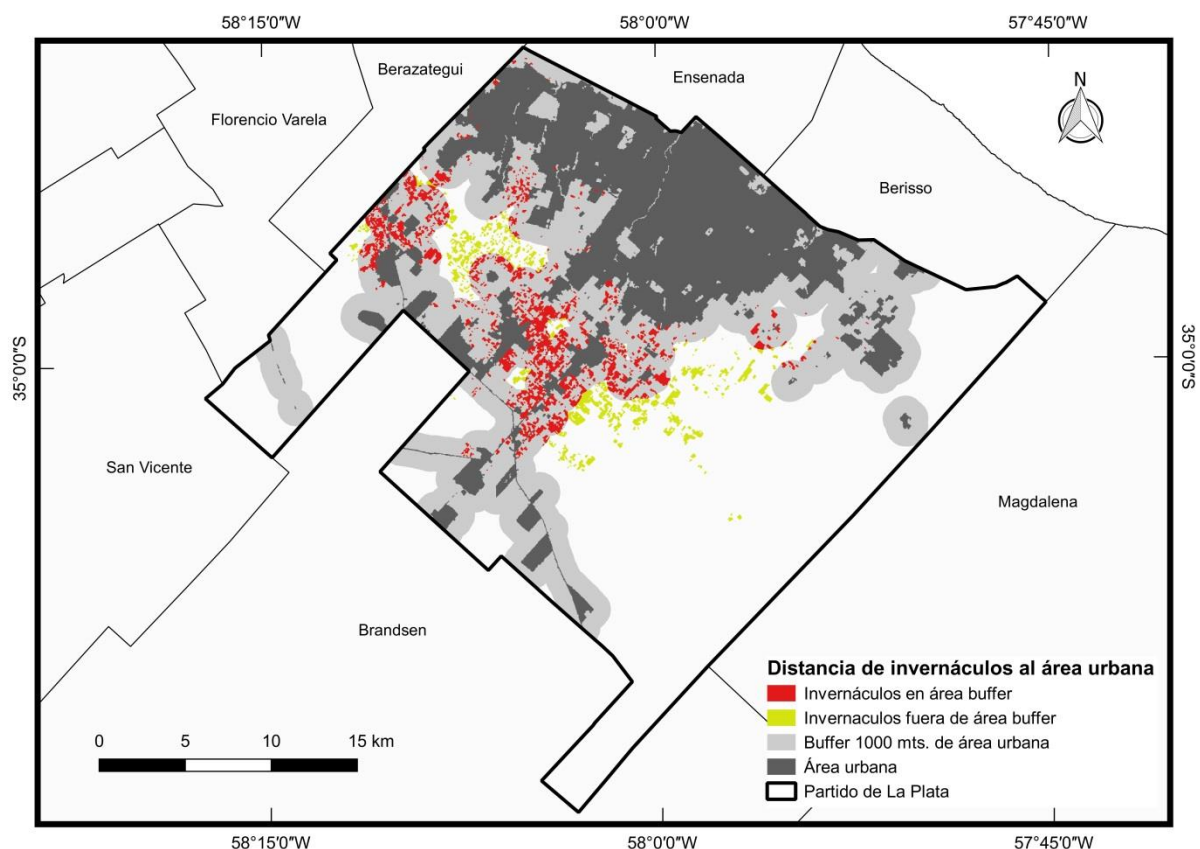 58°15'0"W
58°0'0"W
57°45'0"W
Berazategui
Ensenada
N
Florencio Varela
Berisso
35°0'0"S
35°0'0"S
San Vicente
Magdalena
Brandsen
Distancia de invernáculos al área urbana
Invernáculos en área buffer
Invernaculos fuera de área buffer
Buffer 1000 mts. de área urbana
Área urbana
Partido de La Plata
0 5 10 15 km
58°15'0"W
58°0'0"W
57°45'0"W